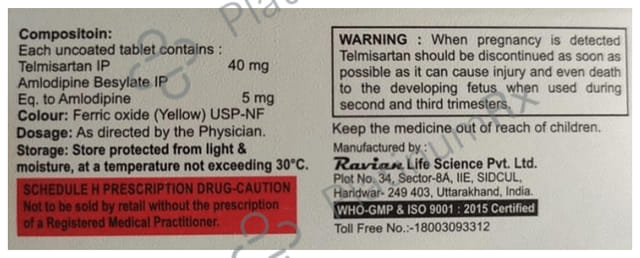 Compositoin:
Each uncoated tablet contains :
Telmisartan IP 40 mg
Amlodipine Besylate IP
Eq. to Amlodipine 5 mg
Colour: Ferric oxide (Yellow) USP-NF
Dosage: As directed by the Physician.
Storage: Store protected from light &
moisture, at a temperature not exceeding 30°C.
SCHEDULE H PRESCRIPTION DRUG-CAUTION
Not to be sold by retail without the prescription
of a Registered Medical Practitioner.
WARNING : When pregnancy is detected
Telmisartan should be discontinued as soon as
possible as it can cause injury and even death
to the developing fetus when used during
second and third trimesters.
Keep the medicine out of reach of children.
Manufactured by :
Ravian Life Science Pvt. Ltd.
Plot No. 34, Sector-8A, IIE, SIDCUL,
Haridwar- 249 403, Uttarakhand, India.
WHO-GMP & ISO 9001 : 2015 Certified
Toll Free No.:-18003093312
PlatinumRx